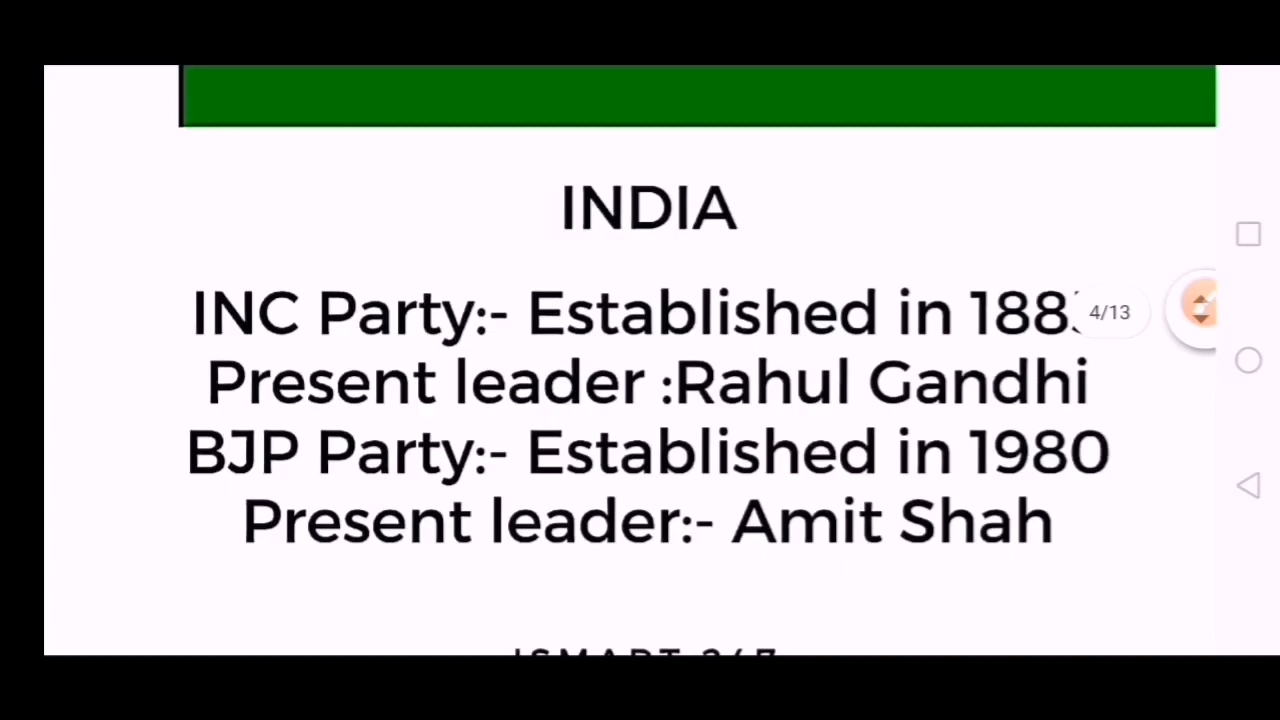 INDIA
INC Party:- Established in
4/13
Present leader :Rahul Gandhi
BJP Party:- Established in 1980
Present leader:- Amit Shah